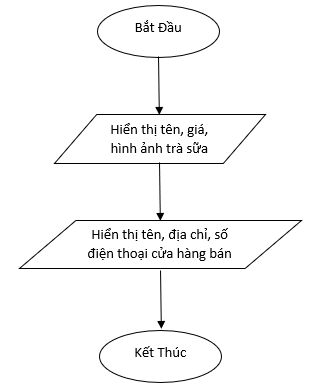 Bắt Đầu
Hiển thị tên, giá,
hình ảnh trà sữa
Hiển thị tên, địa chỉ, số
điện thoại cửa hàng bán
Kết Thúc